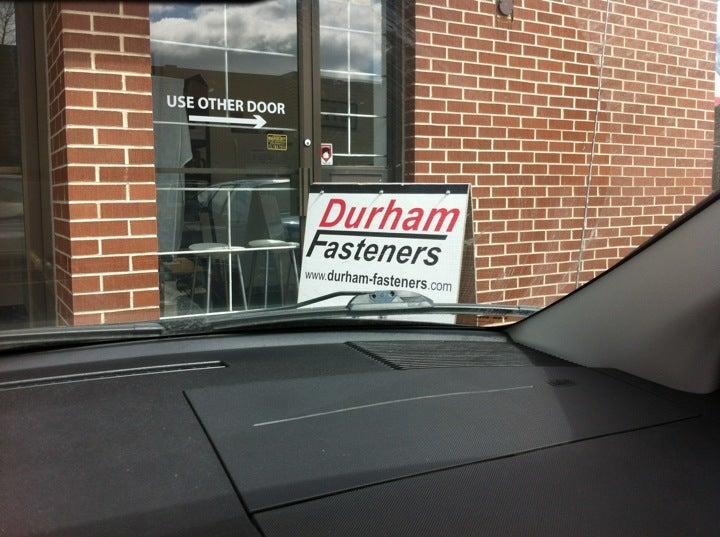 USE OTHER DOOR
Durham
Fasteners
www.durham-fasteners.com